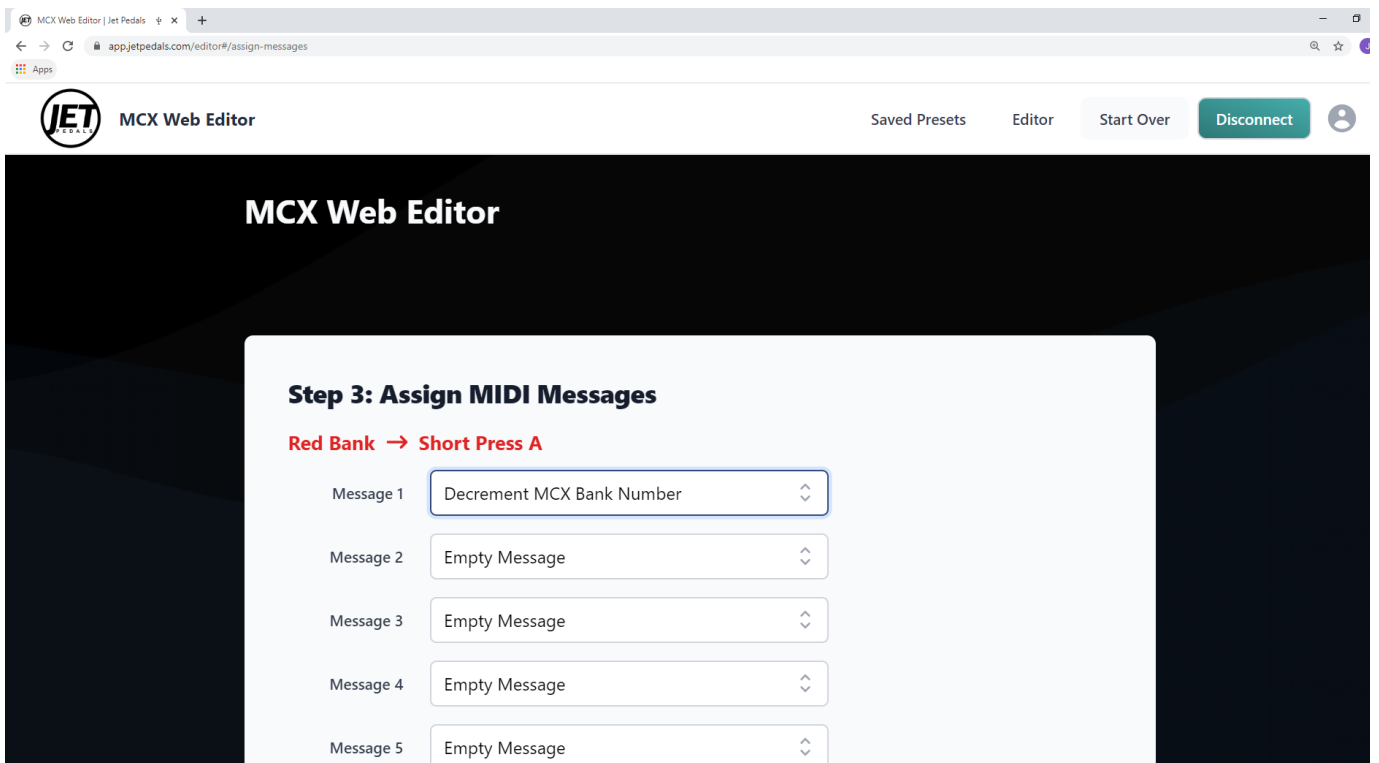 MCX Web Editor | Jet Pedals
app.jetpedals.com/editor#/assign-messages
Apps
JET
PEDALS
MCX Web Editor
Saved Presets
Editor
Start Over
Disconnect
MCX Web Editor
Step 3: Assign MIDI Messages
Red Bank → Short Press A
Message 1 Decrement MCX Bank Number
Message 2 Empty Message
Message 3 Empty Message
Message 4 Empty Message
Message 5 Empty Message